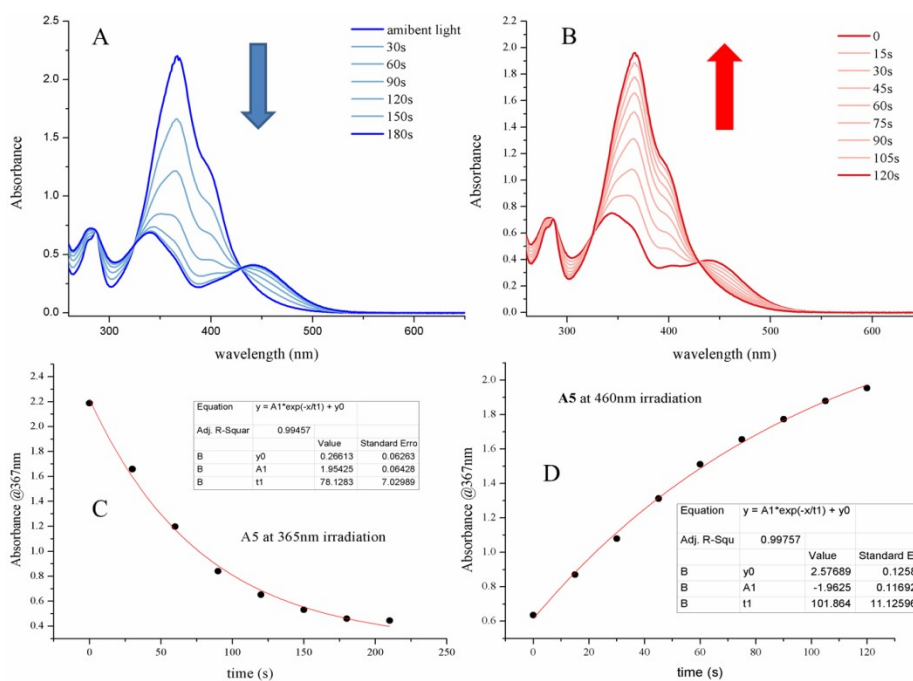 A
amibent light
30s
60s
90s
120s
150s
180s
Absorbance
2.5
2.0
1.5
1.0
0.5
0.0
300
400
500
600
wavelength (nm)
B
0
15s
30s
45s
60s
75s
90s
105s
120s
Absorbance
2.2
2.0
1.8
1.6
1.4
1.2
1.0
0.8
0.6
0.4
0.2
0.0
300
400
500
600
wavelength (nm)
C
A5 at 365nm irradiation
Equation y = A1*exp(-x/t1) + y0
Adj. R-Squar 0.99457
Value Standard Erro
B y0 0.26613 0.06263
B A1 1.95425 0.06428
B t1 78.1283 7.02989
Absorbance @367nm
2.4
2.2
2.0
1.8
1.6
1.4
1.2
1.0
0.8
0.6
0.4
0
50
100
150
200
time (s)
D
A5 at 460nm irradiation
Equation y = A1*exp(-x/t1) + y0
Adj. R-Squ 0.99757
Value Standard E
B y0 2.57689 0.1258
B A1 -1.9625 0.11692
B t1 101.864 11.12596
Absorbance @367nm
2.0
1.8
1.6
1.4
1.2
1.0
0.8
0.6
0
20
40
60
80
100
120
time (s)